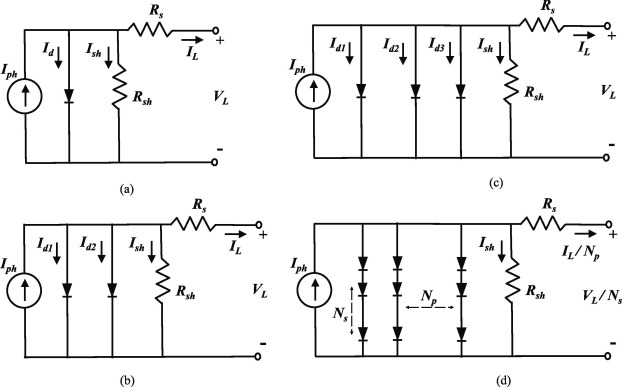 R_s
I_d
I_sh
I_L
+
I_ph
R_sh
V_L
-
(a)
R_s
I_d1
I_d2
I_d3
I_sh
I_L
+
I_ph
R_sh
V_L
-
(c)
R_s
I_d1
I_d2
I_sh
I_L
+
I_ph
R_sh
V_L
-
(b)
R_s
I_sh
I_L/N_p
+
I_ph
N_s
N_p
R_sh
V_L/N_s
-
(d)